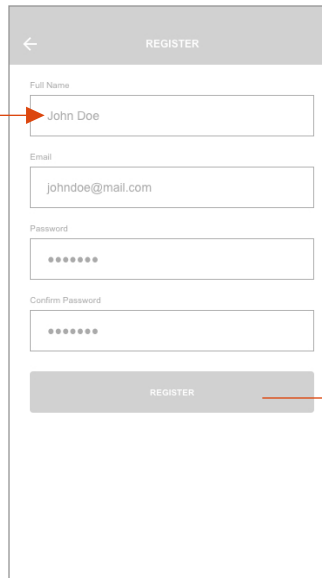 REGISTER
Full Name
John Doe
Email
johndoe@mail.com
Password
●●●●●●●
Confirm Password
●●●●●●●
REGISTER